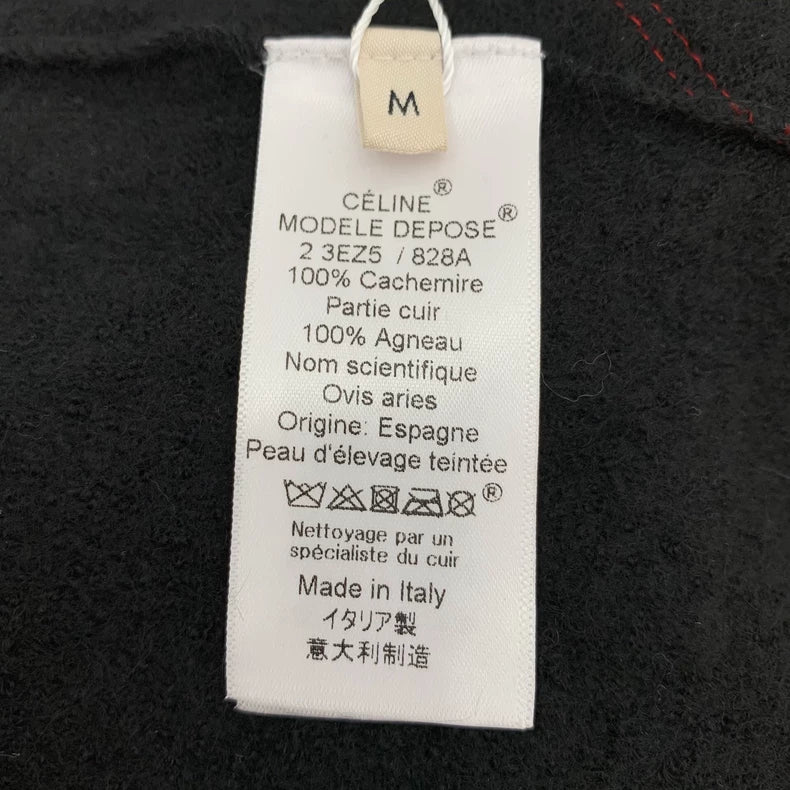 M
CÉLINE®
MODELE DEPOSE®
2 3EZ5 / 828A
100% Cachemire
Partie cuir
100% Agneau
Nom scientifique
Ovis aries
Origine: Espagne
Peau d'élevage teintée
®
Nettoyage par un
spécialiste du cuir
Made in Italy
イタリア製
意大利制造